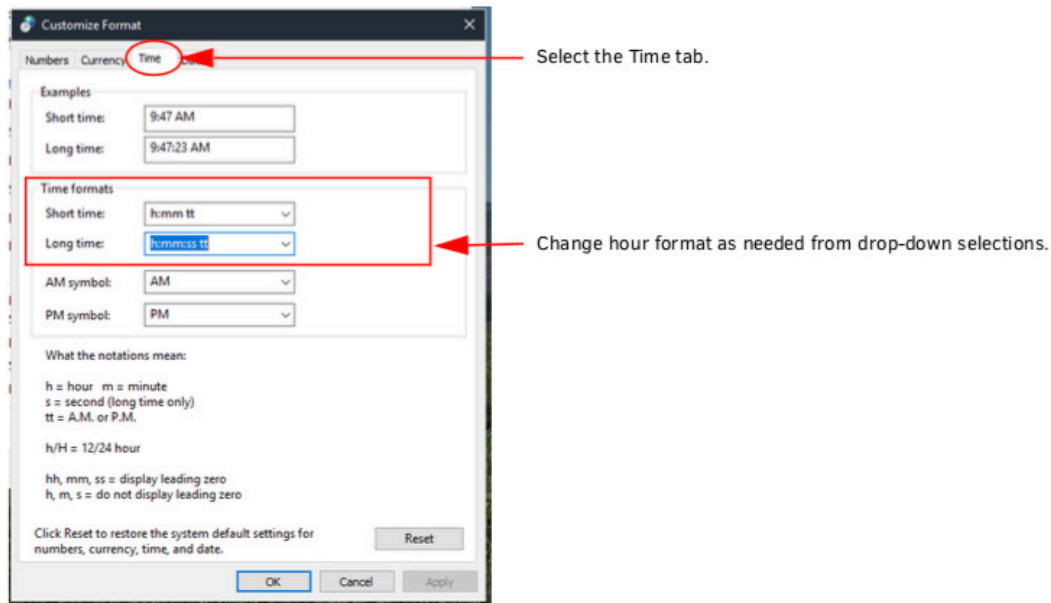 Customize Format
Select the Time tab.
Numbers Currency Time
Examples
Short time: 9:47 AM
Long time: 9:47:23 AM
Time formats
Short time: h:mm tt
Long time: h:mm:ss tt
Change hour format as needed from drop-down selections.
AM symbol: AM
PM symbol: PM
What the notations mean:
h = hour m = minute
s = second (long time only)
tt = A.M. or P.M.
h/H = 12/24 hour
hh, mm, ss = display leading zero
h, m, s = do not display leading zero
Click Reset to restore the system default settings for
numbers, currency, time, and date.
Reset
OK Cancel Apply